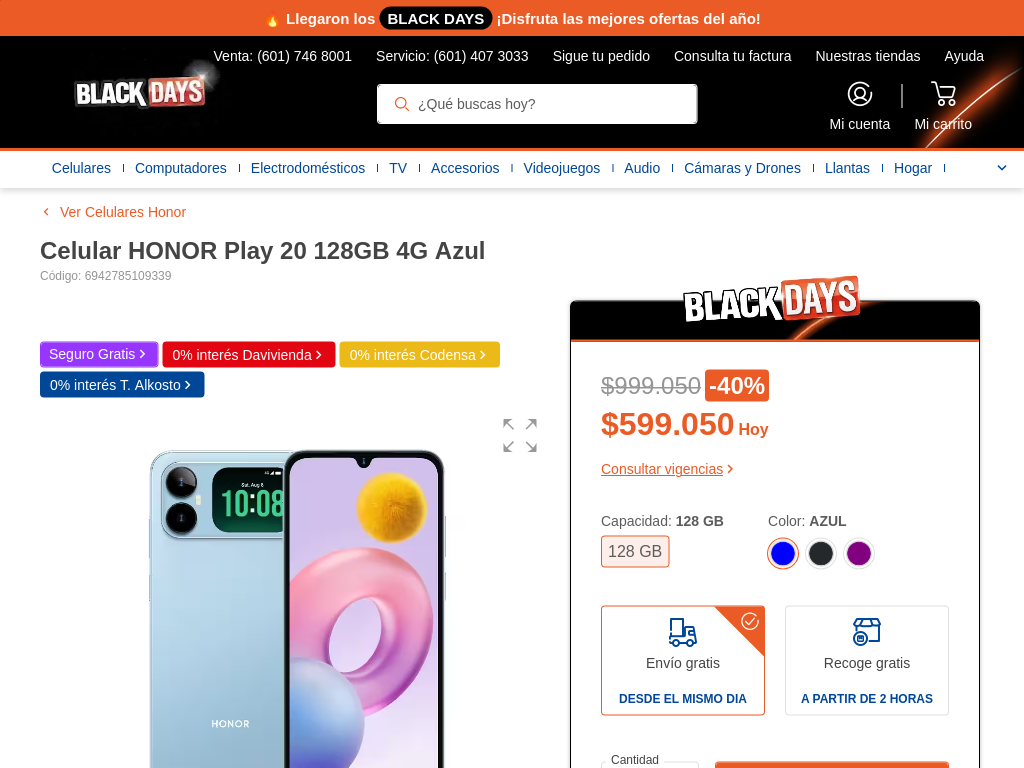 🔥 Llegaron los BLACK DAYS ¡Disfruta las mejores ofertas del año!
Venta: (601) 746 8001 Servicio: (601) 407 3033 Sigue tu pedido Consulta tu factura Nuestras tiendas Ayuda
BLACK DAYS
¿Qué buscas hoy?
Mi cuenta Mi carrito
Celulares Computadores Electrodomésticos TV Accesorios Videojuegos Audio Cámaras y Drones Llantas Hogar
Ver Celulares Honor
Celular HONOR Play 20 128GB 4G Azul
Código: 6942785109339
Seguro Gratis 0% interés Davivienda 0% interés Codensa
0% interés T. Alkosto
Sat. Aug 8
10:08
HONOR
BLACK DAYS
$999.050 -40%
$599.050 Hoy
Consultar vigencias
Capacidad: 128 GB Color: AZUL
128 GB
Envío gratis
DESDE EL MISMO DIA
Recoge gratis
A PARTIR DE 2 HORAS
Cantidad